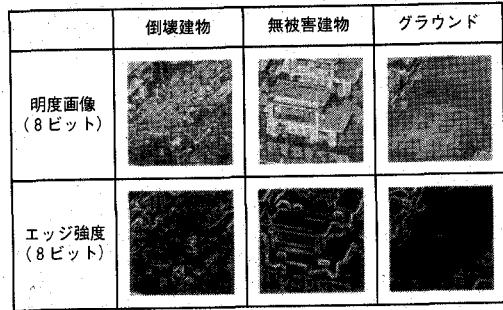 倒壊建物
無被害建物
グラウンド
明度画像
(8ビット)
エッジ強度
(8ビット)